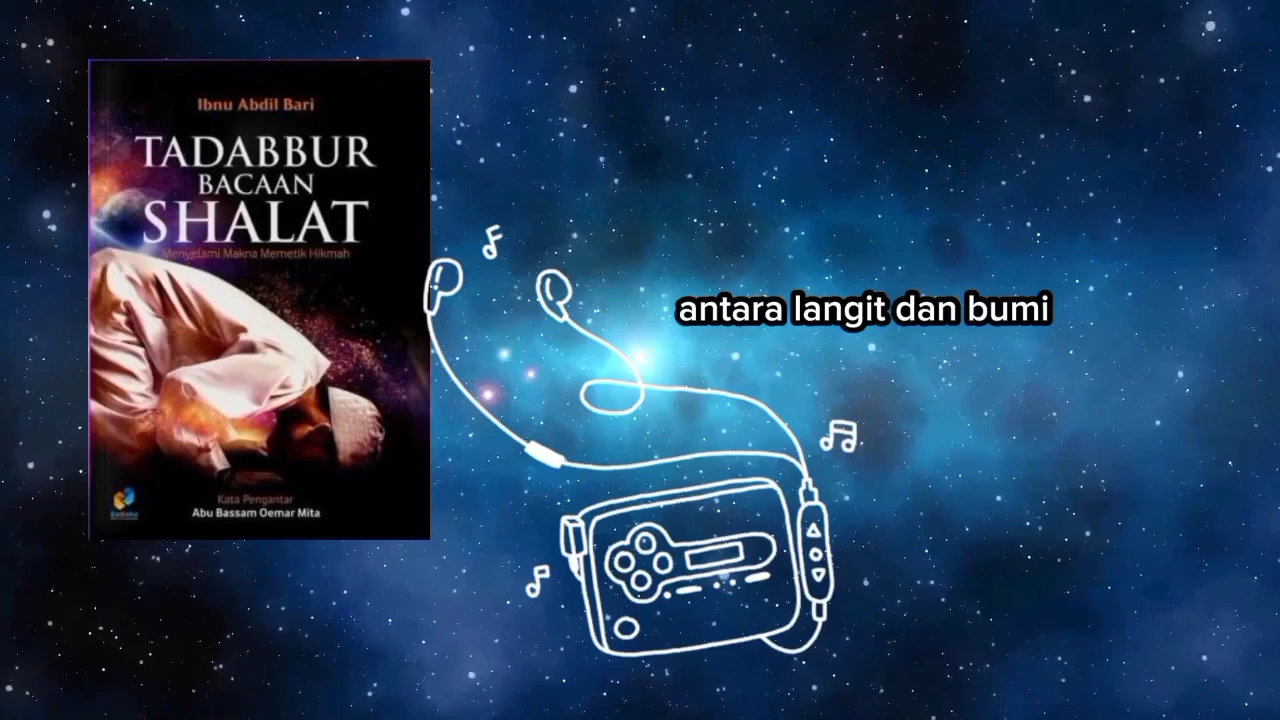 Ibnu Abdil Bari
TADABBUR
BACAAN
SHALAT
Menyelami Makna Memetik Hikmah
antara langit dan bumi
Kata Pengantar
Abu Bassam Oemar Mita